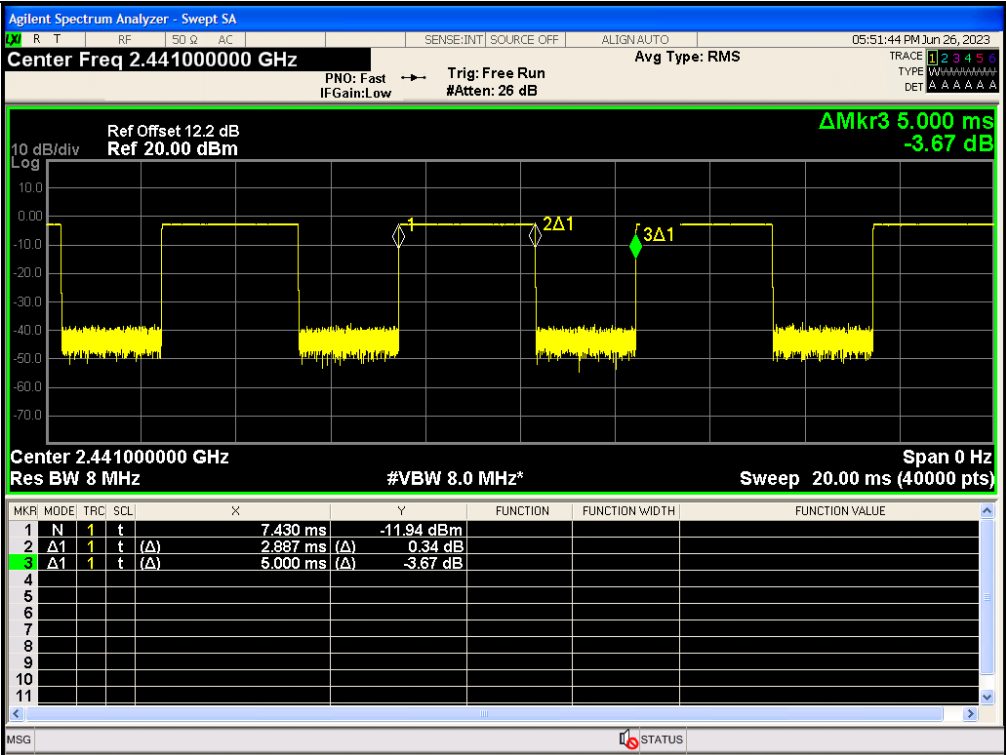 Agilent Spectrum Analyzer - Swept SA
LXI R T RF 50 Ω AC SENSE:INT SOURCE OFF ALIGN AUTO 05:51:44 PM Jun 26, 2023
Center Freq 2.441000000 GHz
PNO: Fast
IFGain:Low
Trig: Free Run
#Atten: 26 dB
Avg Type: RMS
TRACE 1 2 3 4 5 6
TYPE W W W W W W
DET A A A A A A
ΔMkr3 5.000 ms
-3.67 dB
Ref Offset 12.2 dB
10 dB/div Ref 20.00 dBm
Log
10.0
0.00
-10.0
-20.0
-30.0
-40.0
-50.0
-60.0
-70.0
1
2Δ1
3Δ1
Center 2.441000000 GHz Span 0 Hz
Res BW 8 MHz #VBW 8.0 MHz* Sweep 20.00 ms (40000 pts)
MKR MODE TRC SCL X Y FUNCTION FUNCTION WIDTH FUNCTION VALUE
1 N 1 t 7.430 ms -11.94 dBm
2 Δ1 1 t (Δ) 2.887 ms (Δ) 0.34 dB
3 Δ1 1 t (Δ) 5.000 ms (Δ) -3.67 dB
4
5
6
7
8
9
10
11
MSG STATUS